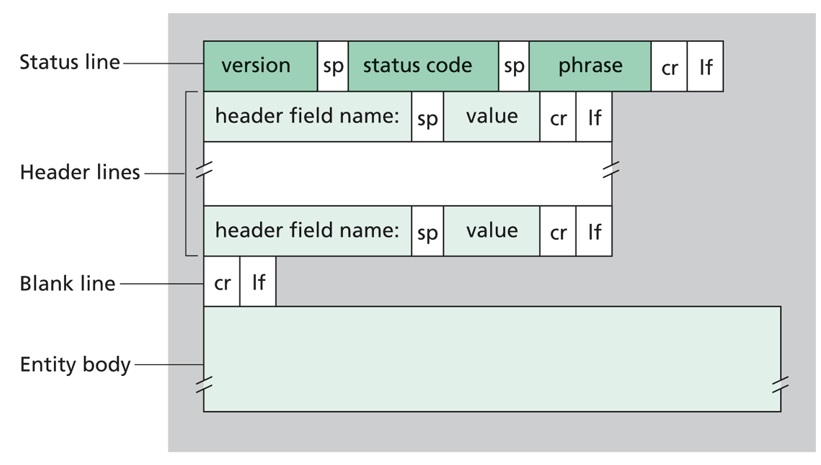 Status line version sp status code sp phrase cr lf
header field name: sp value cr lf
Header lines
header field name: sp value cr lf
Blank line cr lf
Entity body